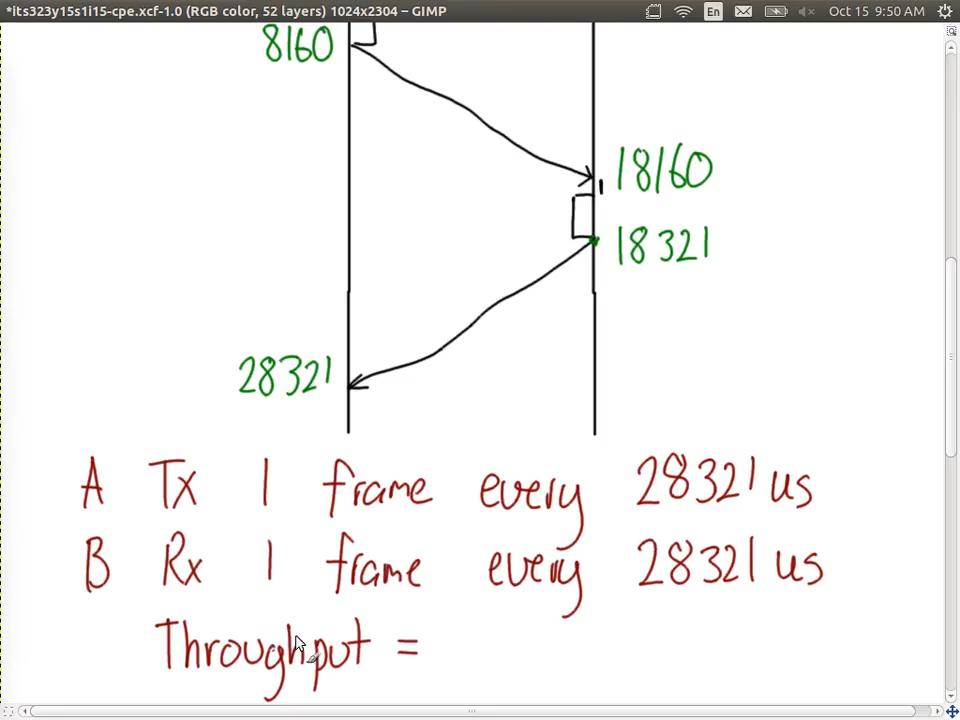 *its323y15s1i15-cpe.xcf-1.0 (RGB color, 52 layers) 1024x2304 – GIMP En Oct 15 9:50 AM
8160
18160
18321
28321
A Tx 1 frame every 28321 us
B Rx 1 frame every 28321 us
Throughput =